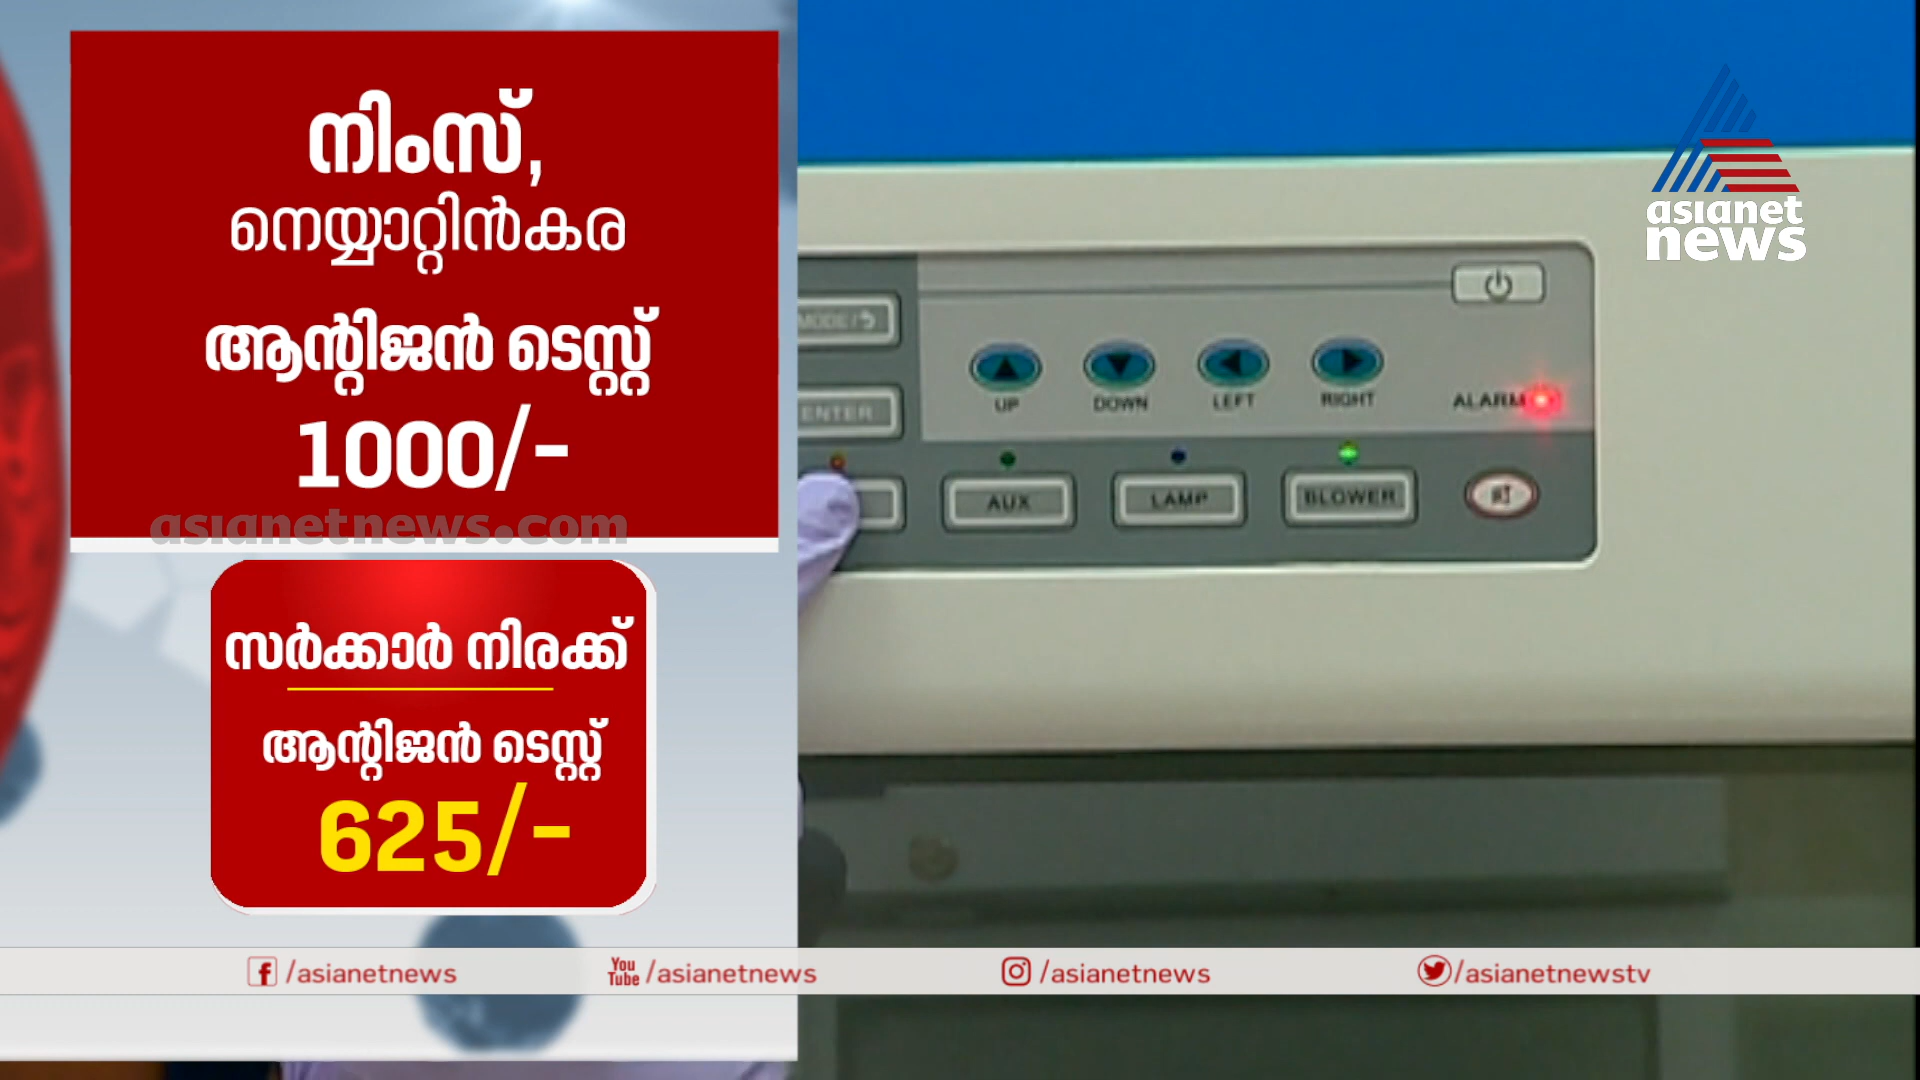 നിംസ്,
നെയ്യാറ്റിൻകര
ആന്റിജൻ ടെസ്റ്റ്
1000/-
asianetnews.com
സർക്കാർ നിരക്ക്
ആന്റിജൻ ടെസ്റ്റ്
625/-
asianet
news
MODE/
ENTER
UP
DOWN
LEFT
RIGHT
ALARM
AUX
LAMP
BLOWER
/asianetnews
You
Tube
/asianetnews
/asianetnews
/asianetnewstv